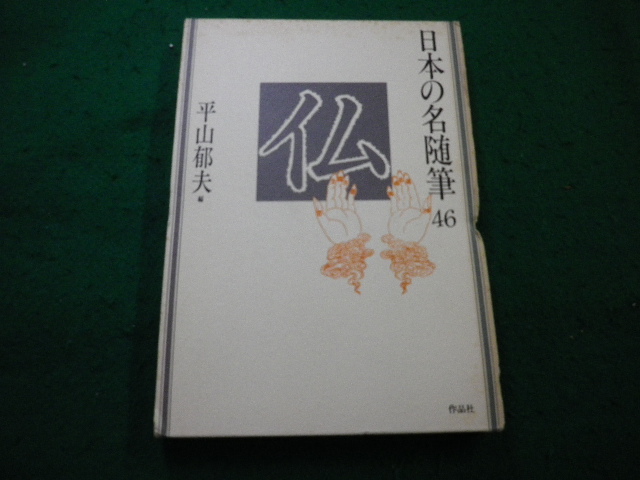 日本の名随筆 46
仏
平山郁夫 編
作品社